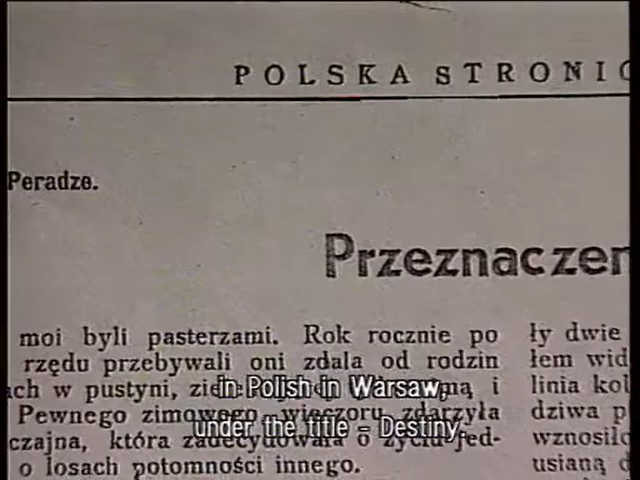 POLSKA STRONI
Peradze.
Przeznaczen
moi byli pasterzami. Rok rocznie po
rzędu przebywali oni zdala od rodzin
ach w pustyni, i
Pewnego zimowego wieczoru zdarzyła
czajna, która zadecydowała o życiu jed-
o losach potomności innego.
ły dwie
łem wid
linia kol
dziwa p
wznosiło
usianą
in Polish in Warsaw,
under the title – Destiny,